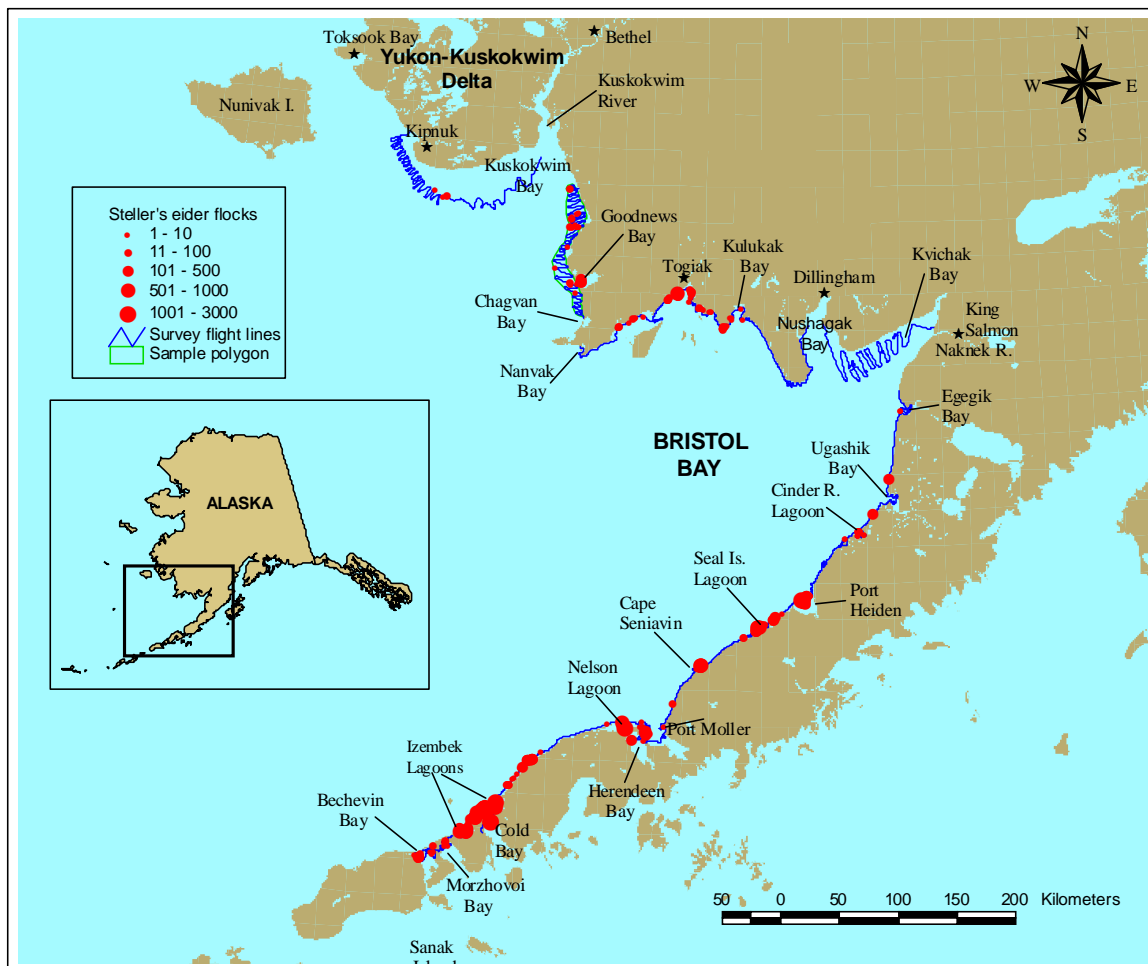 Toksook Bay
Bethel
Yukon-Kuskokwim
Delta
Kuskokwim
River
N
W
E
S
Nunivak I.
Kipnuk
Kuskokwim
Bay
Steller's eider flocks
1 - 10
11 - 100
101 - 500
501 - 1000
1001 - 3000
Survey flight lines
Sample polygon
Goodnews
Bay
Togiak
Kulukak
Bay
Dillingham
Kvichak
Bay
Chagvan
Bay
Nushagak
Bay
King
Salmon
Naknek R.
Nanvak
Bay
Egegik
Bay
BRISTOL
BAY
Ugashik
Bay
ALASKA
Cinder R.
Lagoon
Seal Is.
Lagoon
Port
Heiden
Cape
Seniavin
Nelson
Lagoon
Port Moller
Izembek
Lagoons
Herendeen
Bay
Bechevin
Bay
Cold
Bay
Morzhovoi
Bay
50 0 50 100 150 200 Kilometers
Sanak